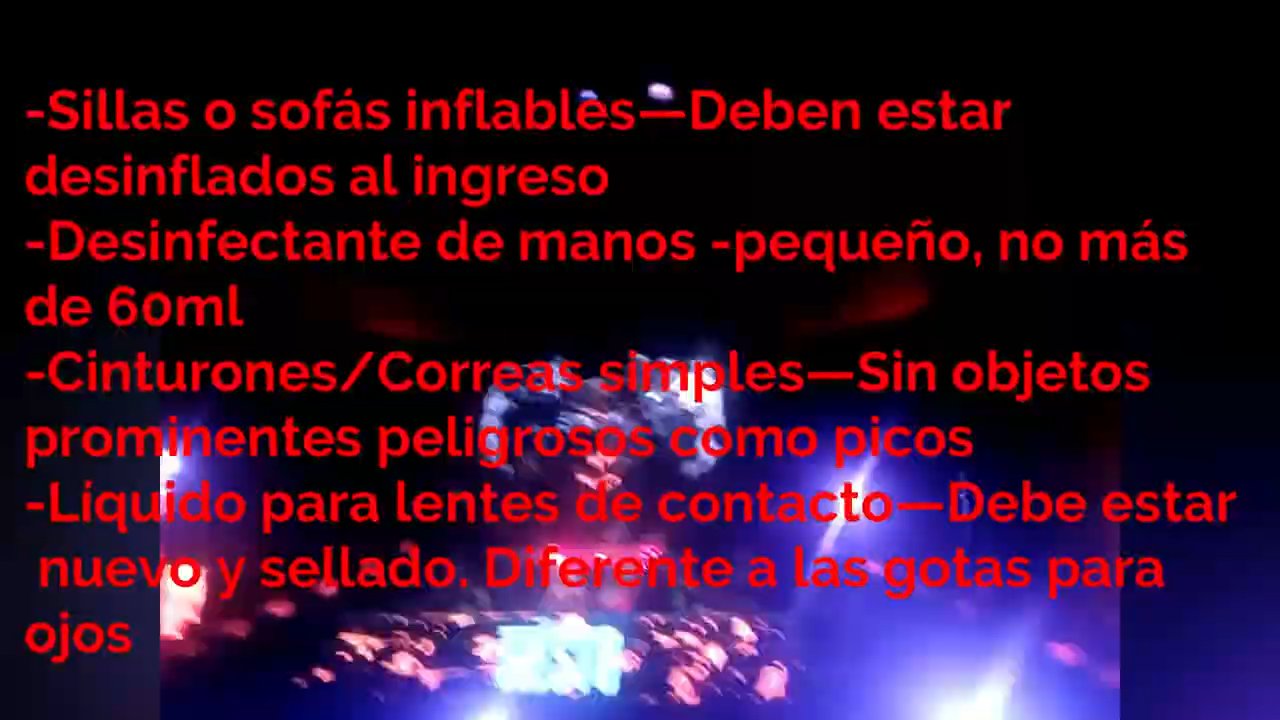 -Sillas o sofás inflables—Deben estar
desinflados al ingreso
-Desinfectante de manos -pequeño, no más
de 60ml
-Cinturones/Correas simples—Sin objetos
prominentes peligrosos como picos
-Líquido para lentes de contacto—Debe estar
nuevo y sellado. Diferente a las gotas para
ojos